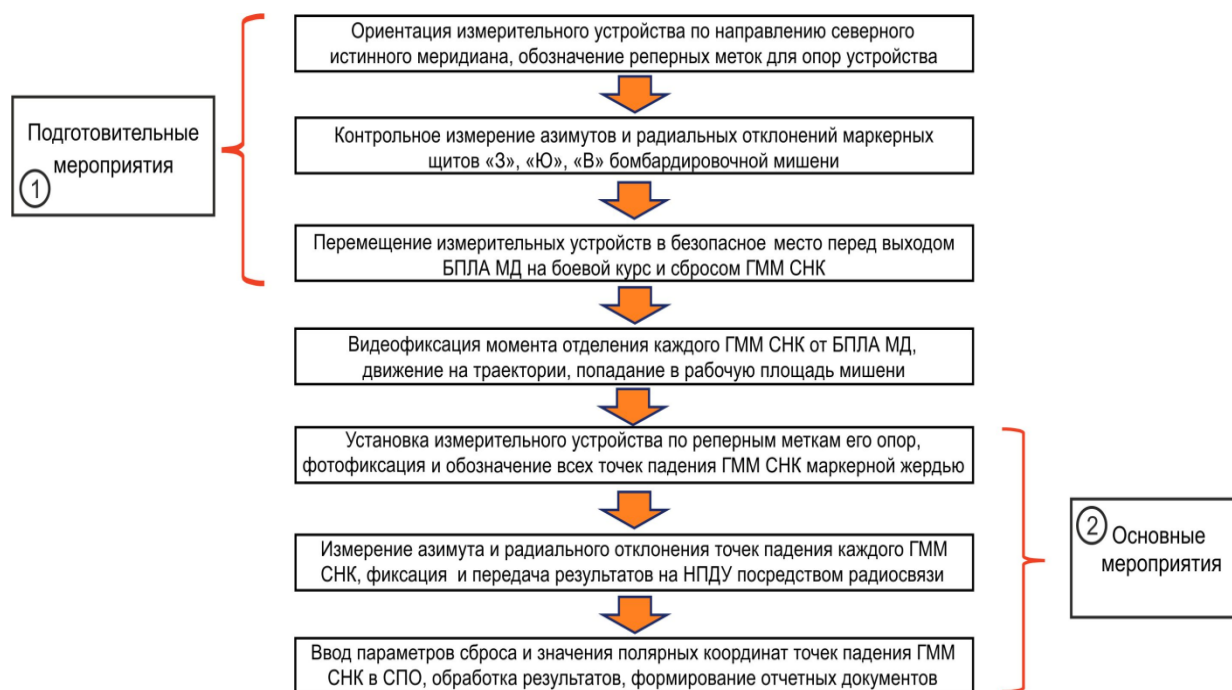 Ориентация измерительного устройства по направлению северного
истинного меридиана, обозначение реперных меток для опор устройства
Подготовительные
мероприятия
1
Контрольное измерение азимутов и радиальных отклонений маркерных
щитов «З», «Ю», «В» бомбардировочной мишени
Перемещение измерительных устройств в безопасное место перед выходом
БПЛА МД на боевой курс и сбросом ГММ СНК
Видеофиксация момента отделения каждого ГММ СНК от БПЛА МД,
движение на траектории, попадание в рабочую площадь мишени
Установка измерительного устройства по реперным меткам его опор,
фотофиксация и обозначение всех точек падения ГММ СНК маркерной жердью
2
Основные
мероприятия
Измерение азимута и радиального отклонения точек падения каждого ГММ
СНК, фиксация и передача результатов на НПДУ посредством радиосвязи
Ввод параметров сброса и значения полярных координат точек падения ГММ
СНК в СПО, обработка результатов, формирование отчетных документов